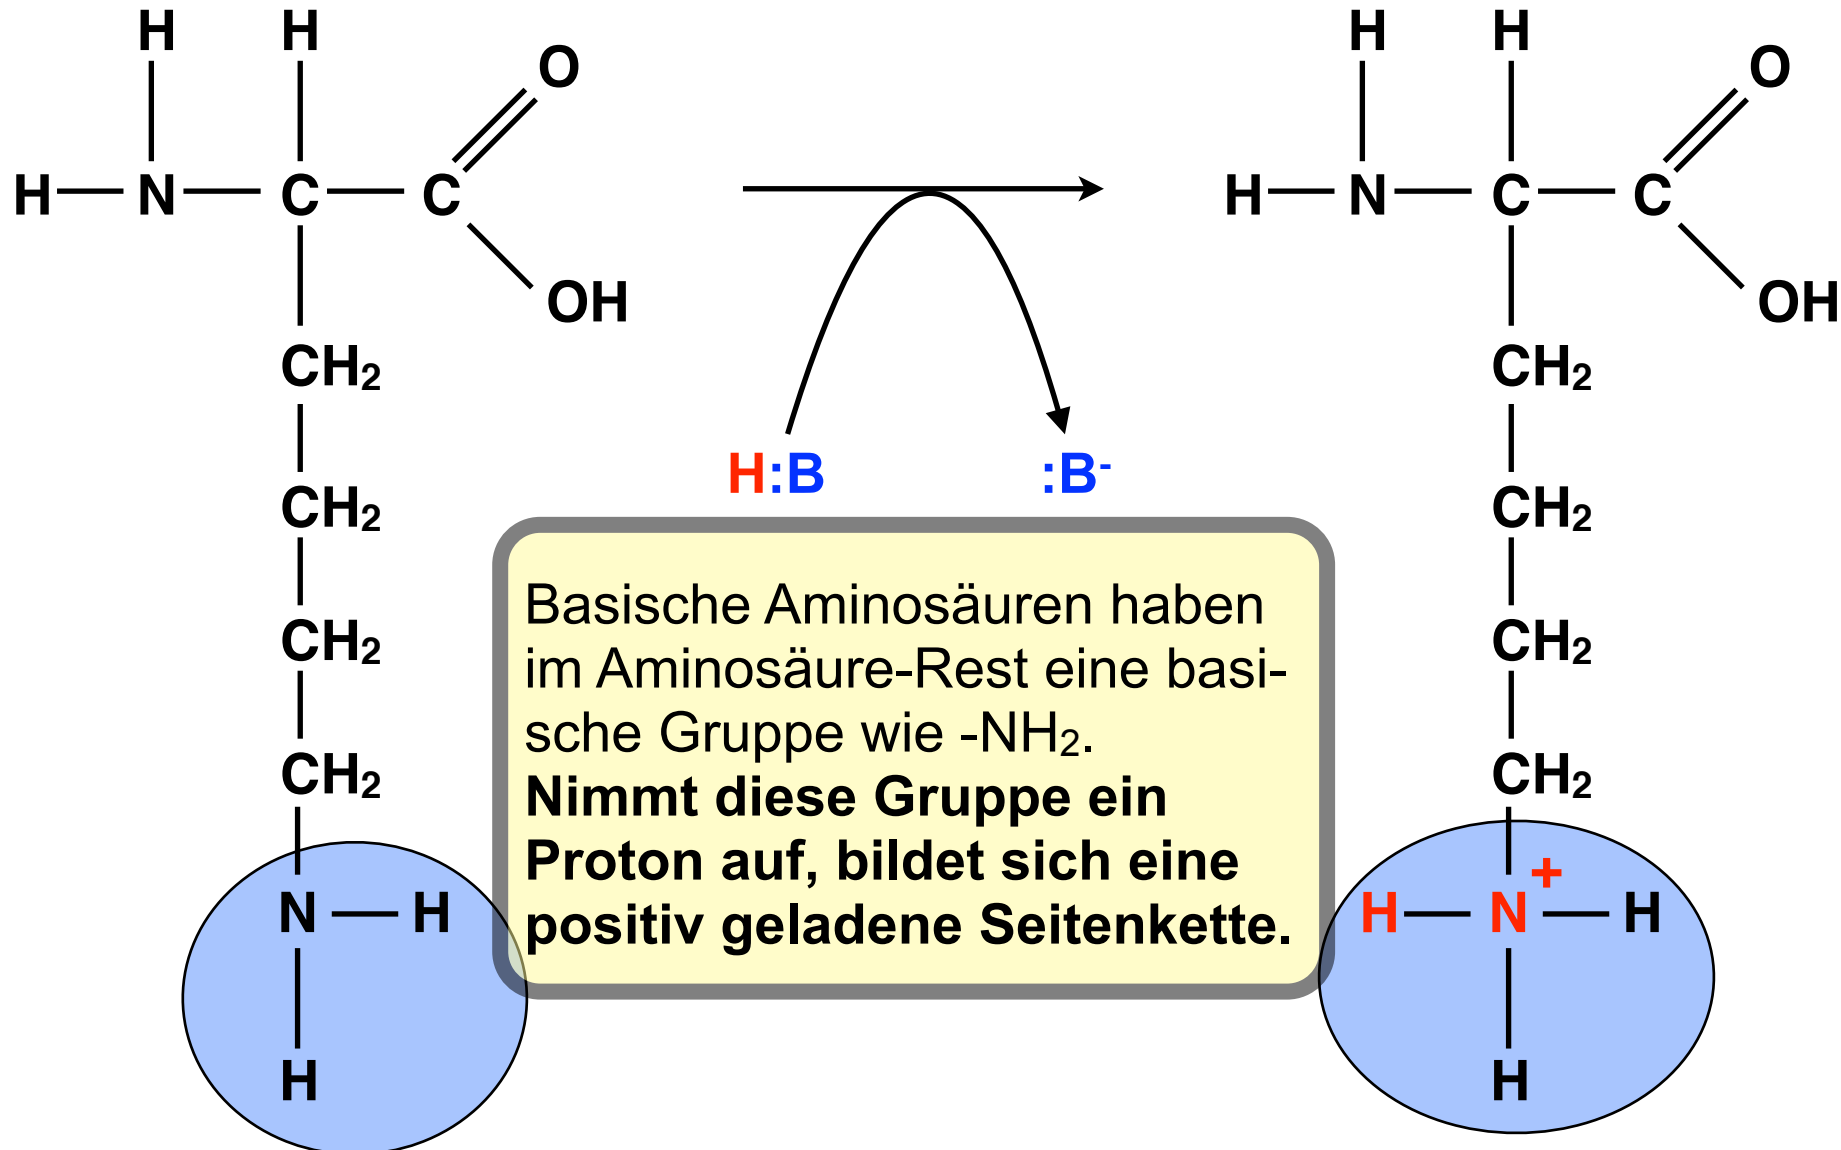 H H H H
O O
H N C C H N C C
OH OH
CH₂ CH₂
H:B :B⁻
CH₂ CH₂
Basische Aminosäuren haben
im Aminosäure-Rest eine basi-
sche Gruppe wie -NH₂.
Nimmt diese Gruppe ein
Proton auf, bildet sich eine
positiv geladene Seitenkette.
CH₂ CH₂
CH₂ CH₂
+
N H H N H
H H